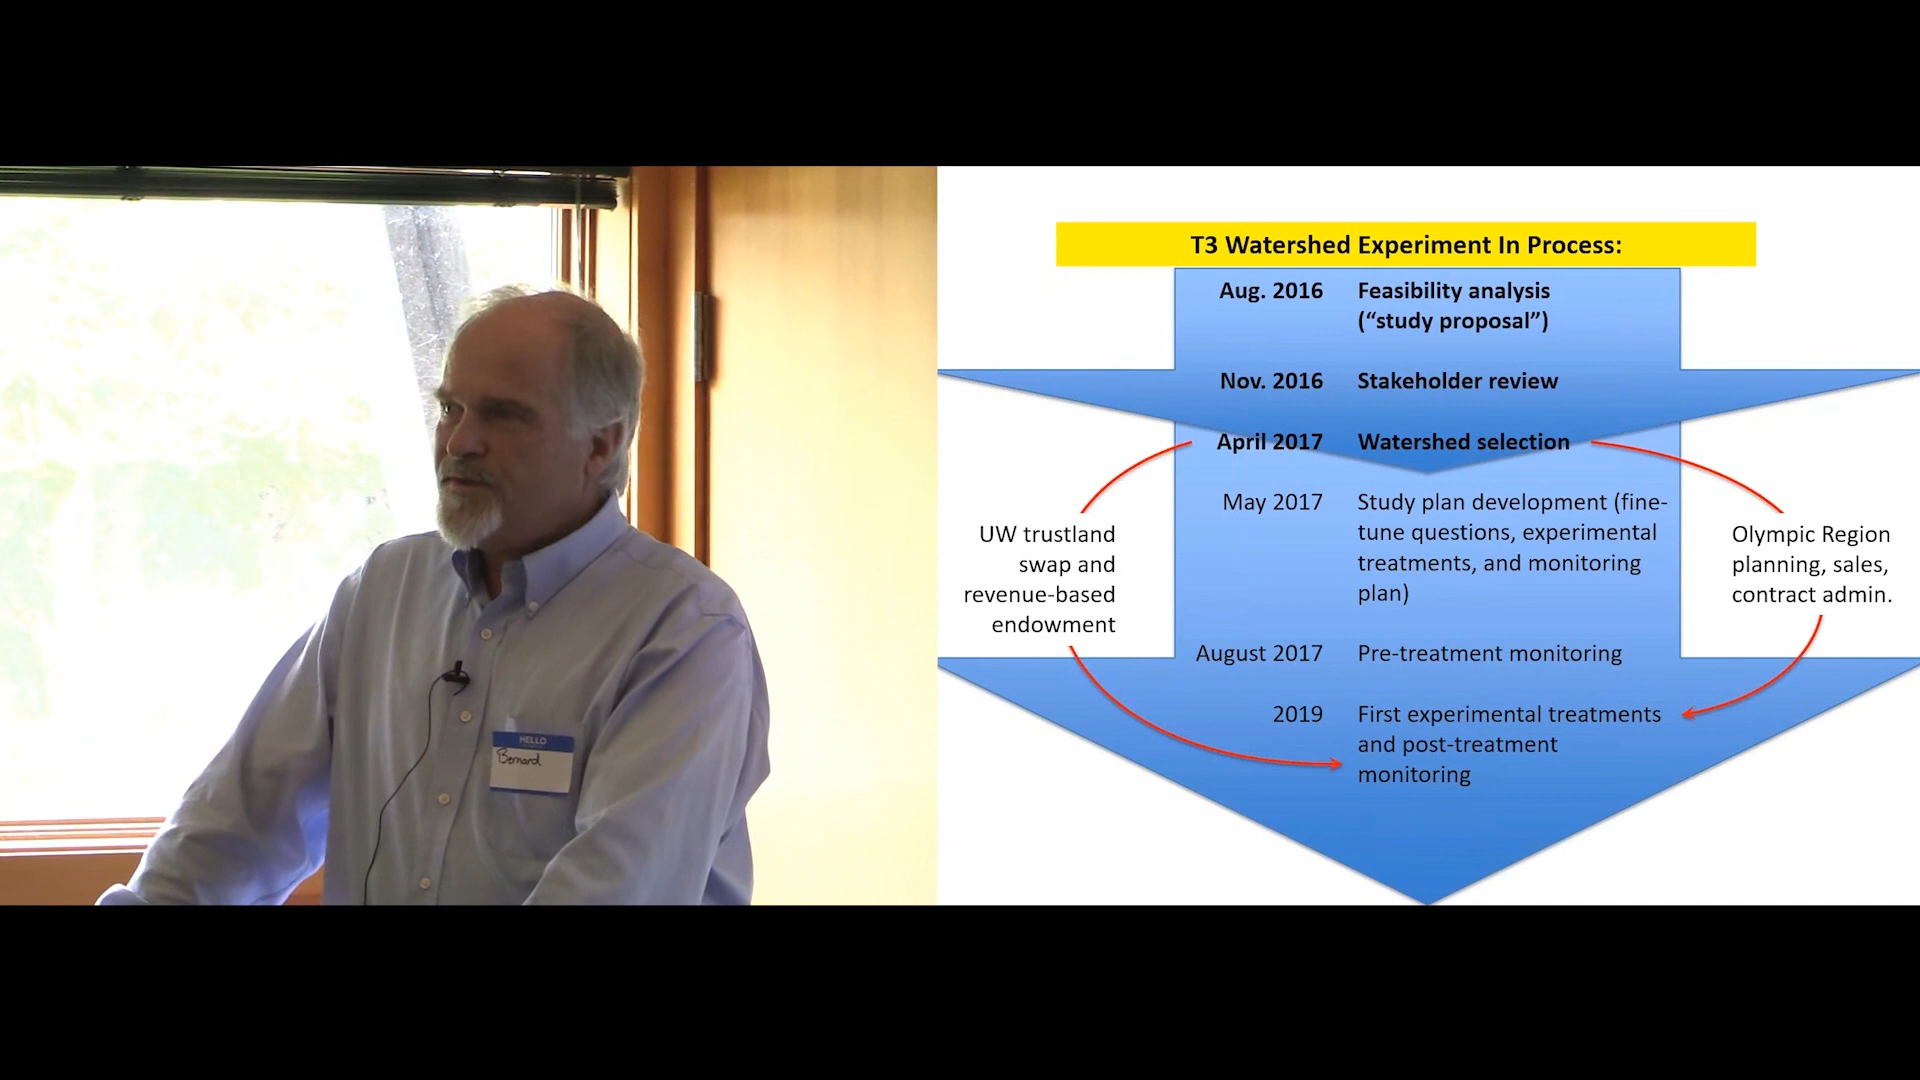 HELLO
Bernard
T3 Watershed Experiment In Process:
Aug. 2016 Feasibility analysis
(“study proposal”)
Nov. 2016 Stakeholder review
April 2017 Watershed selection
May 2017 Study plan development (fine-
tune questions, experimental
treatments, and monitoring
plan)
August 2017 Pre-treatment monitoring
2019 First experimental treatments
and post-treatment
monitoring
UW trustland
swap and
revenue-based
endowment
Olympic Region
planning, sales,
contract admin.